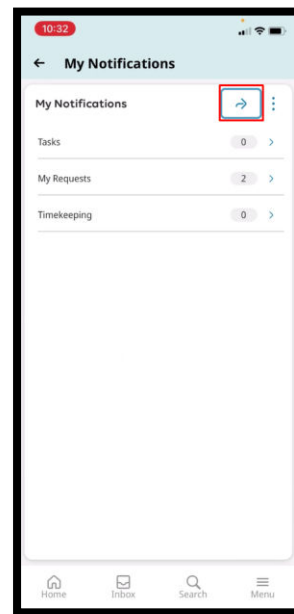 10:32
My Notifications
My Notifications
Tasks 0
My Requests 2
Timekeeping 0
Home Inbox Search Menu